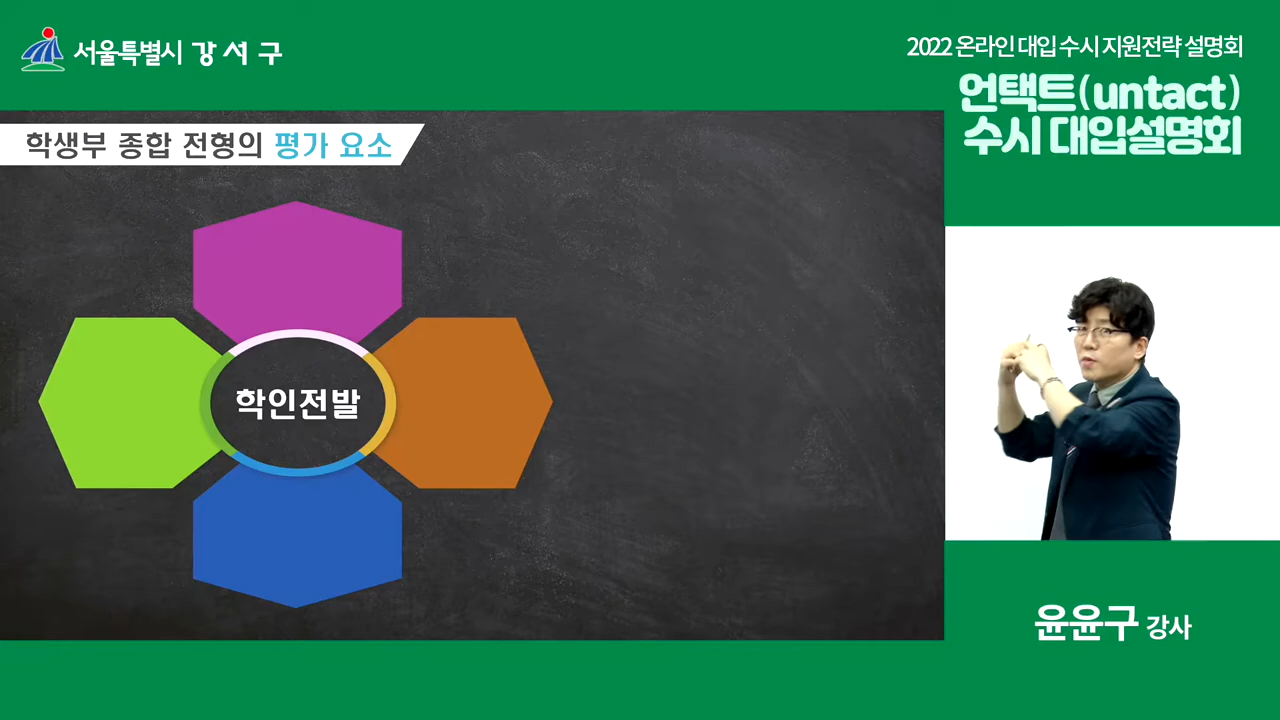 서울특별시 강서구
2022 온라인 대입 수시 지원전략 설명회
언택트(untact)
수시 대입설명회
학생부 종합 전형의 평가 요소
학인전발
윤윤구 강사